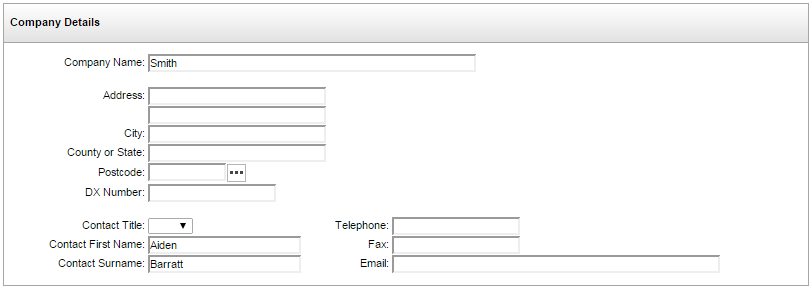 Company Details
Company Name: Smith
Address:
City:
County or State:
Postcode:
DX Number:
Contact Title: Telephone:
Contact First Name: Aiden Fax:
Contact Surname: Barratt Email: